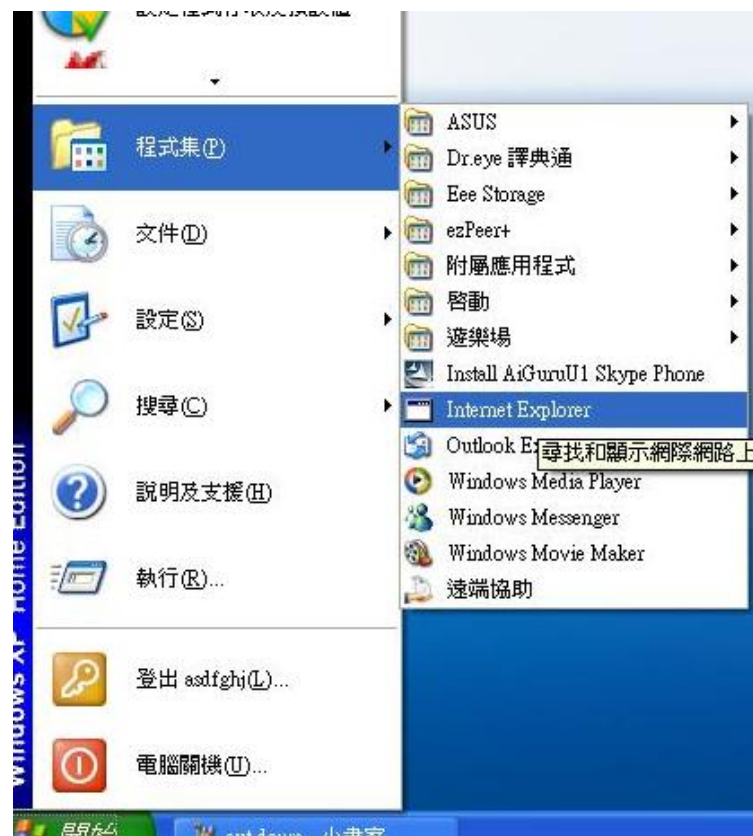 程式集(P)
文件(D)
設定(S)
搜尋(C)
說明及支援(H)
執行(R)...
登出 asdfghj(L)...
電腦關機(U)...
Windows XP Home Edition
開始
小畫家
ASUS
Dr.eye 譯典通
Eee Storage
ezPeer+
附屬應用程式
啓動
遊樂場
Install AiGuruU1 Skype Phone
Internet Explorer
Outlook
尋找和顯示網際網路上
Windows Media Player
Windows Messenger
Windows Movie Maker
遠端協助